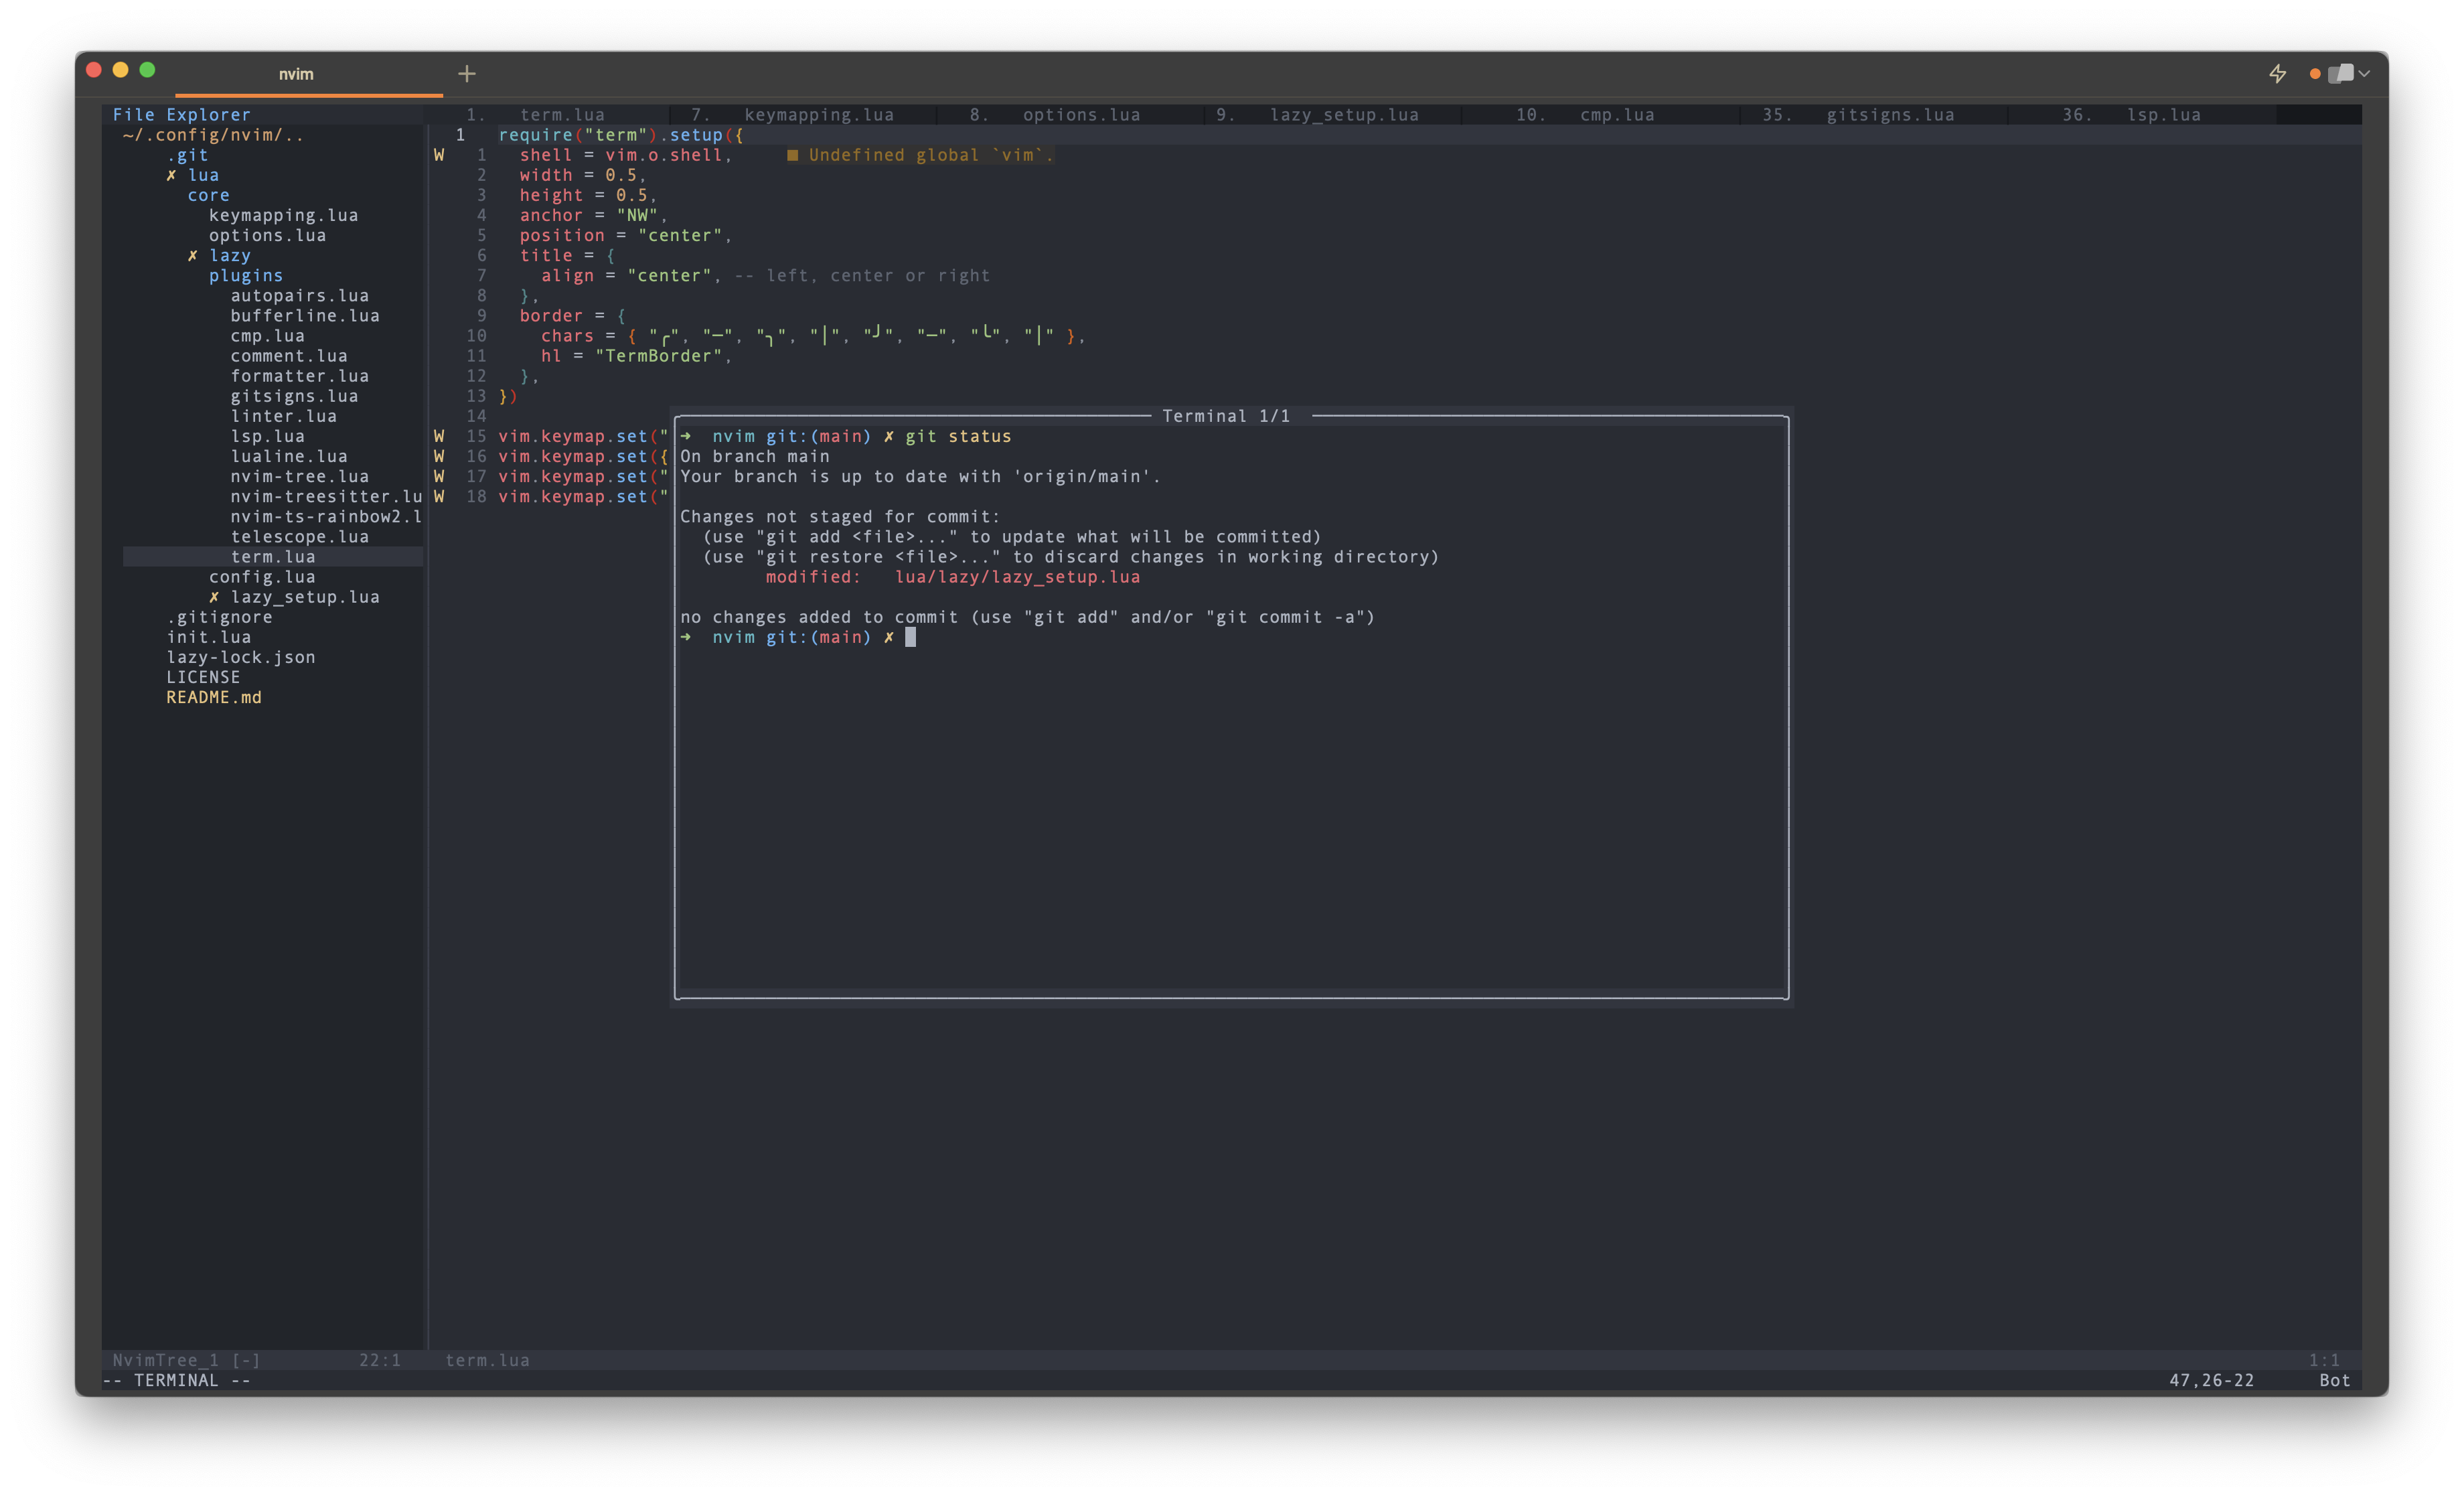 nvim
File Explorer
~/.config/nvim/..
.git
✗ lua
core
keymapping.lua
options.lua
✗ lazy
plugins
autopairs.lua
bufferline.lua
cmp.lua
comment.lua
formatter.lua
gitsigns.lua
linter.lua
lsp.lua
lualine.lua
nvim-tree.lua
nvim-treesitter.lu
nvim-ts-rainbow2.l
telescope.lua
term.lua
config.lua
✗ lazy_setup.lua
.gitignore
init.lua
lazy-lock.json
LICENSE
README.md
1. term.lua 7. keymapping.lua 8. options.lua 9. lazy_setup.lua 10. cmp.lua 35. gitsigns.lua 36. lsp.lua
1 require("term").setup({
W 1 shell = vim.o.shell, ■ Undefined global `vim`.
2 width = 0.5,
3 height = 0.5,
4 anchor = "NW",
5 position = "center",
6 title = {
7 align = "center", -- left, center or right
8 },
9 border = {
10 chars = { "╭", "─", "╮", "│", "╯", "─", "╰", "│" },
11 hl = "TermBorder",
12 },
13 })
14
W 15 vim.keymap.set("
W 16 vim.keymap.set({
W 17 vim.keymap.set("
W 18 vim.keymap.set("
Terminal 1/1
➜ nvim git:(main) ✗ git status
On branch main
Your branch is up to date with 'origin/main'.
Changes not staged for commit:
(use "git add <file>..." to update what will be committed)
(use "git restore <file>..." to discard changes in working directory)
modified: lua/lazy/lazy_setup.lua
no changes added to commit (use "git add" and/or "git commit -a")
➜ nvim git:(main) ✗
NvimTree_1 [-] 22:1 term.lua 1:1
-- TERMINAL -- 47,26-22 Bot